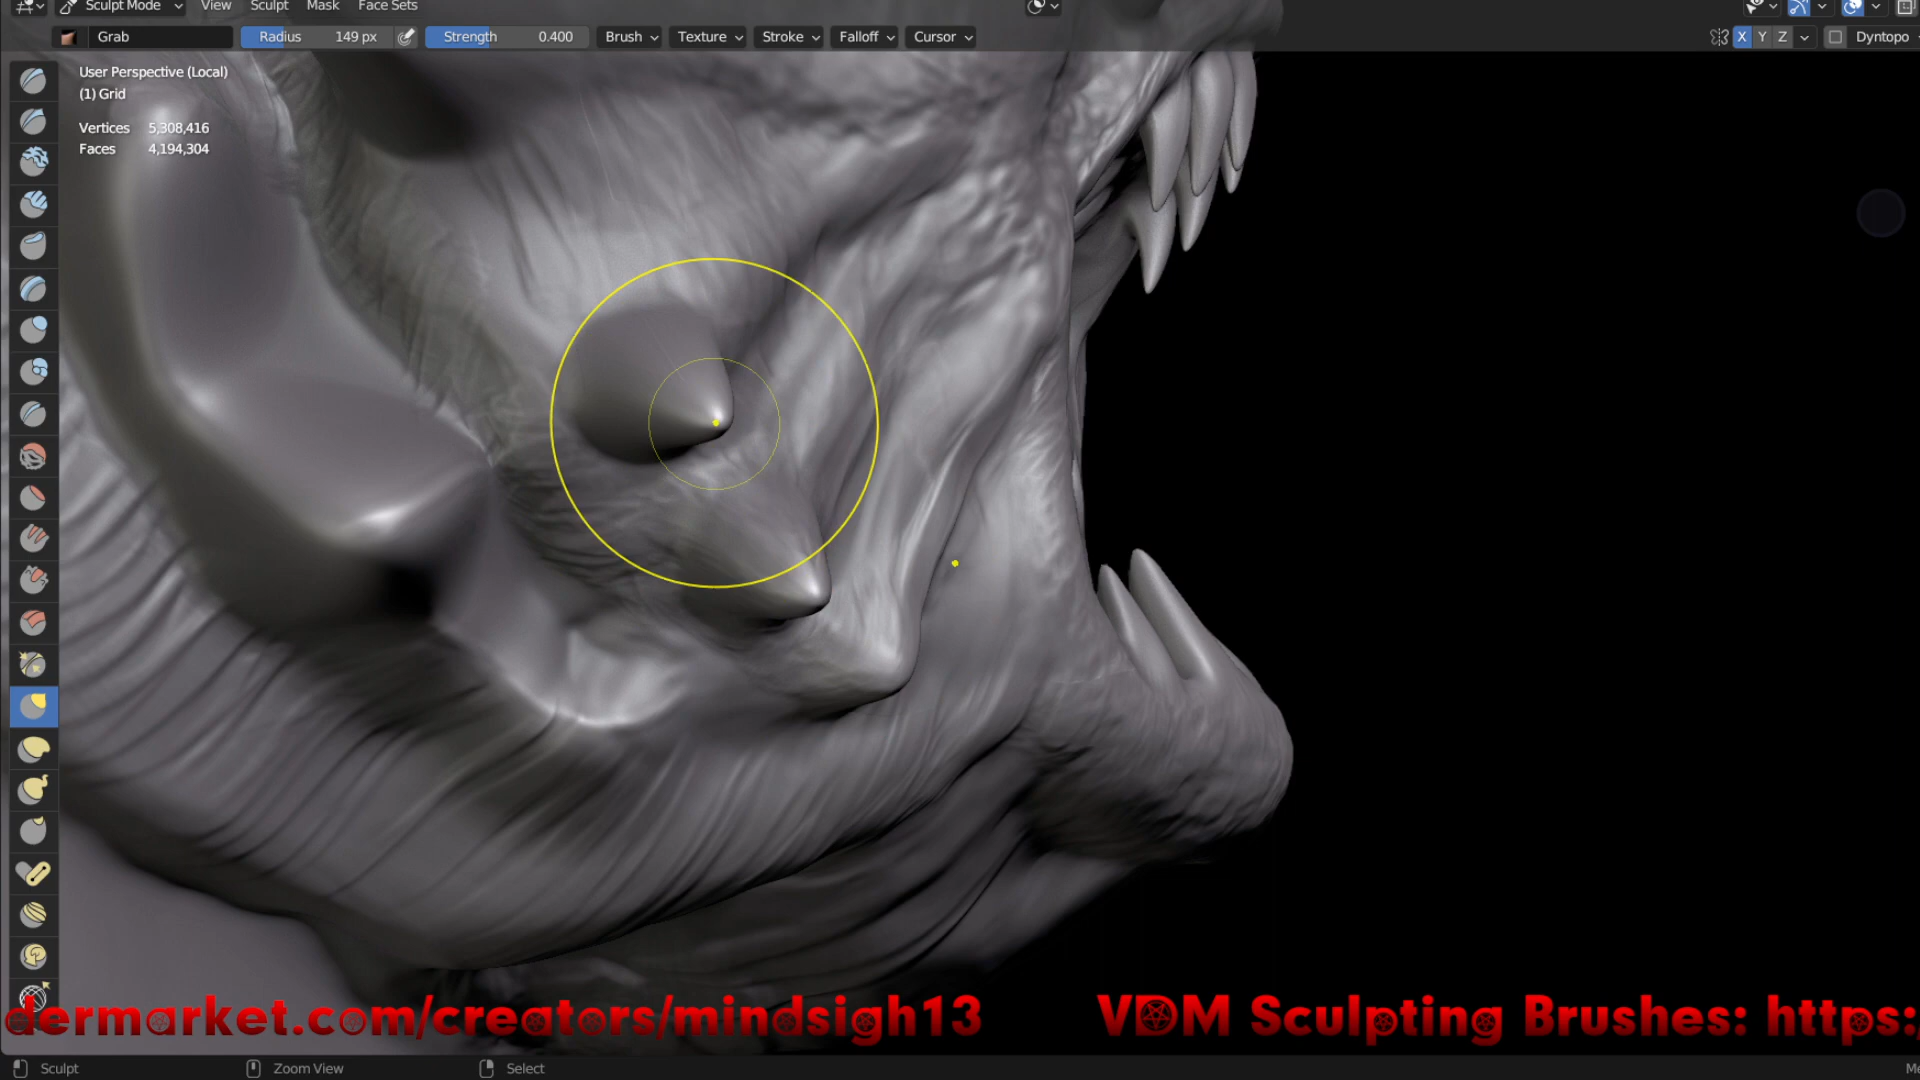 Sculpt Mode View Sculpt Mask Face Sets
Grab Radius 149 px Strength 0.400 Brush Texture Stroke Falloff Cursor X Y Z Dyntopo
User Perspective (Local)
(1) Grid
Vertices 5,308,416
Faces 4,194,304
dermarket.com/creators/mindsigh13 VDM Sculpting Brushes: https:
Sculpt Zoom View Select